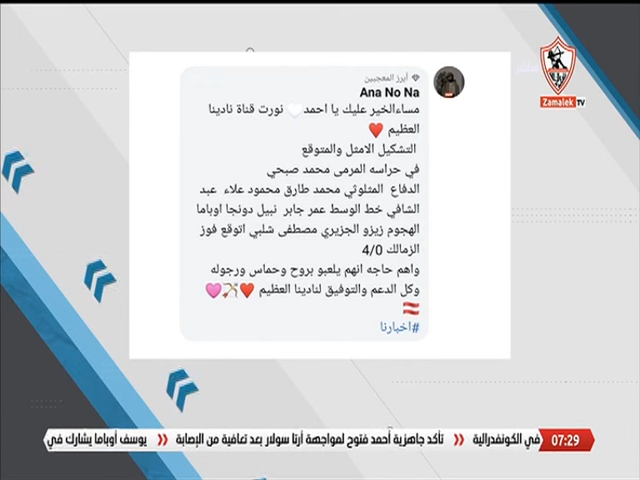 Zamalek TV
أبرز المعجبين
Ana No Na
مساءالخير عليك يا احمد🤍 نورت قناة نادينا
العظيم ❤️
التشكيل الامثل والمتوقع
في حراسه المرمى محمد صبحي
الدفاع المثلوثي محمد طارق محمود علاء عبد
الشافي خط الوسط عمر جابر نبيل دونجا اوباما
الهجوم زيزو الجزيري مصطفى شلبي اتوقع فوز
الزمالك 4/0
واهم حاجه انهم يلعبو بروح وحماس ورجوله
وكل الدعم والتوفيق لنادينا العظيم ❤️🏹💘
#اخبارنا
07:29
في الكونفدرالية » تأكد جاهزية أحمد فتوح لمواجهة أرتا سولار بعد تعافية من الإصابة » يوسف أوباما يشارك في